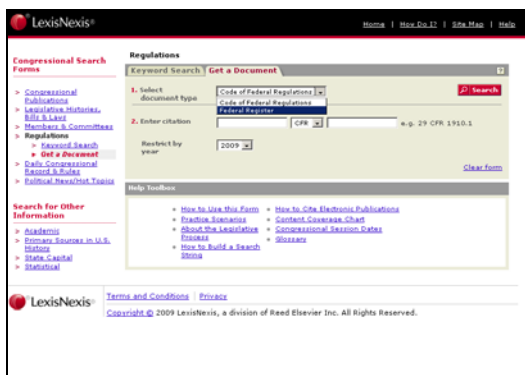 LexisNexis®
Home | How Do I? | Site Map | Help
Congressional Search Forms
> Congressional Publications
> Legislative Histories, Bills & Laws
> Members & Committees
> Regulations
> Keyword Search
> Get a Document
> Daily Congressional Record & Rules
> Political News/Hot Topics
Search for Other Information
> Academic
> Primary Sources in U.S. History
> State Capital
> Statistical
Regulations
Keyword Search
Get a Document
?
1. Select document type
Code of Federal Regulations
Code of Federal Regulations
Federal Register
Search
2. Enter citation
CFR
e.g. 29 CFR 1910.1
Restrict by year
2009
Clear form
Help Toolbox
How to Use this Form
Practice Scenarios
About the Legislative Process
How to Build a Search String
How to Cite Electronic Publications
Content Coverage Chart
Congressional Session Dates
Glossary
LexisNexis®
Terms and Conditions | Privacy
Copyright © 2009 LexisNexis, a division of Reed Elsevier Inc. All Rights Reserved.